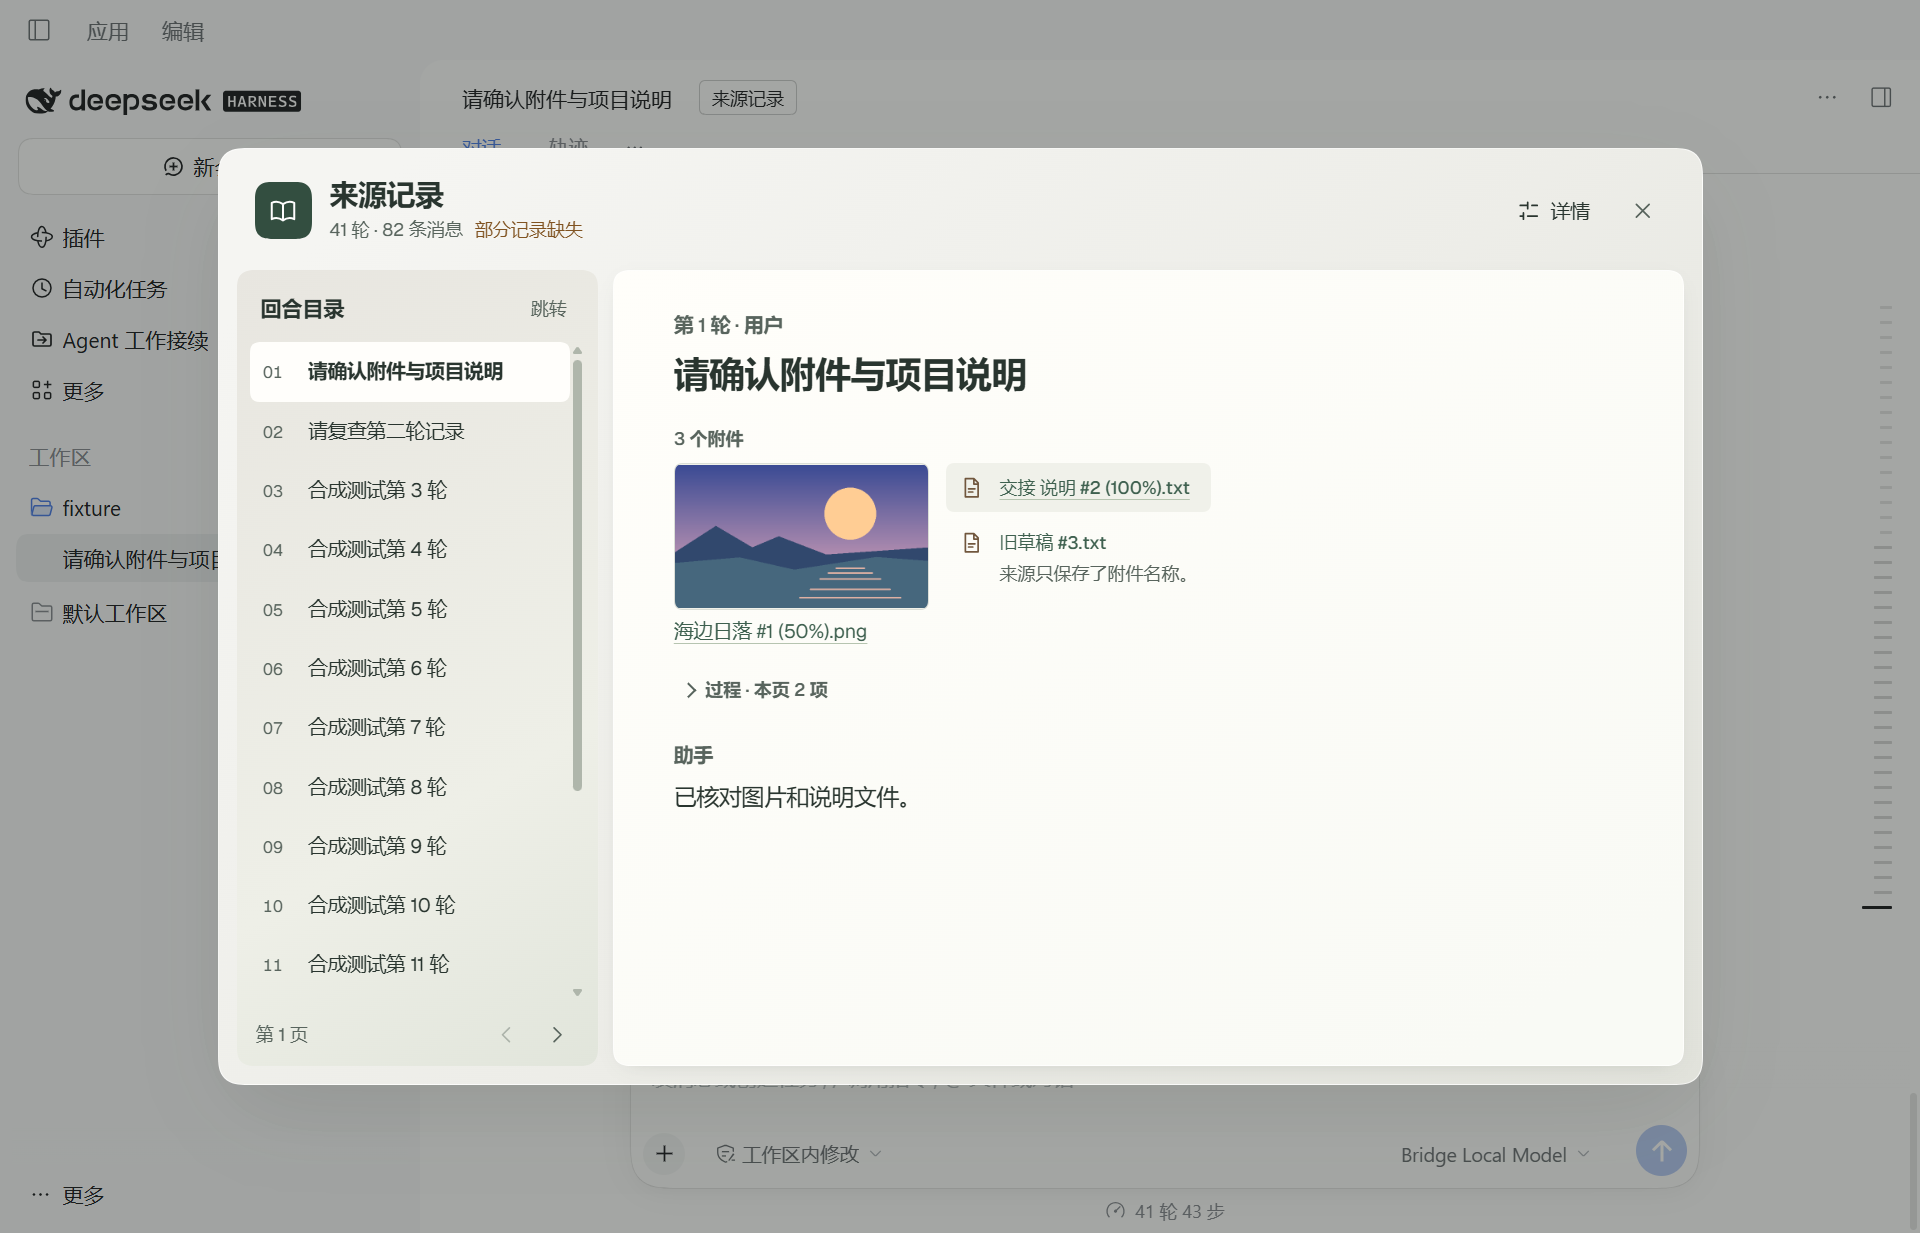 应用
编辑
deepseek HARNESS
请确认附件与项目说明
来源记录
对话
轨迹
插件
自动化任务
Agent 工作接续
更多
工作区
fixture
请确认附件与项
默认工作区
更多
来源记录
41 轮 · 82 条消息 部分记录缺失
详情
回合目录
跳转
01 请确认附件与项目说明
02 请复查第二轮记录
03 合成测试第 3 轮
04 合成测试第 4 轮
05 合成测试第 5 轮
06 合成测试第 6 轮
07 合成测试第 7 轮
08 合成测试第 8 轮
09 合成测试第 9 轮
10 合成测试第 10 轮
11 合成测试第 11 轮
第 1 页
第 1 轮 · 用户
请确认附件与项目说明
3 个附件
交接 说明 #2 (100%).txt
旧草稿 #3.txt
来源只保存了附件名称。
海边日落 #1 (50%).png
过程 · 本页 2 项
助手
已核对图片和说明文件。
工作区内修改
Bridge Local Model
41 轮 43 步